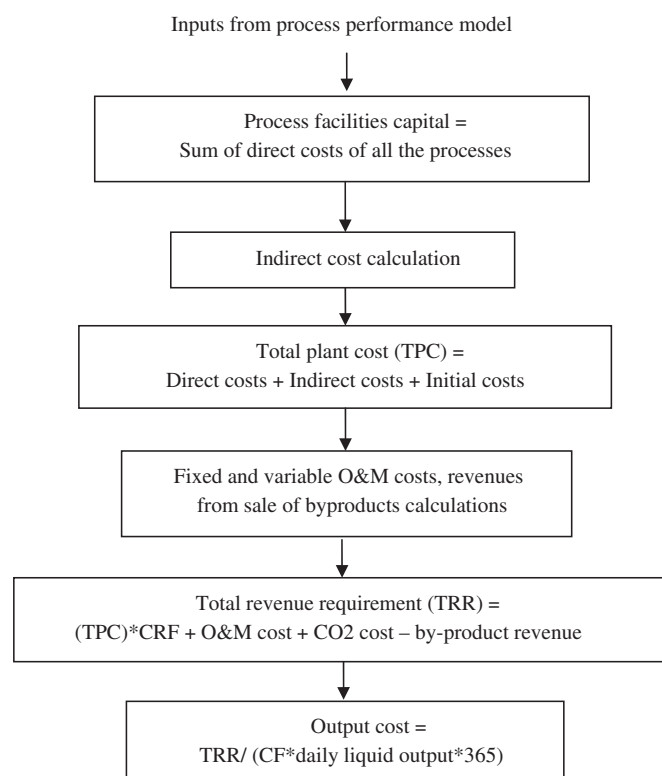 Inputs from process performance model
Process facilities capital =
Sum of direct costs of all the processes
Indirect cost calculation
Total plant cost (TPC) =
Direct costs + Indirect costs + Initial costs
Fixed and variable O&M costs, revenues
from sale of byproducts calculations
Total revenue requirement (TRR) =
(TPC)*CRF + O&M cost + CO2 cost – by-product revenue
Output cost =
TRR/ (CF*daily liquid output*365)